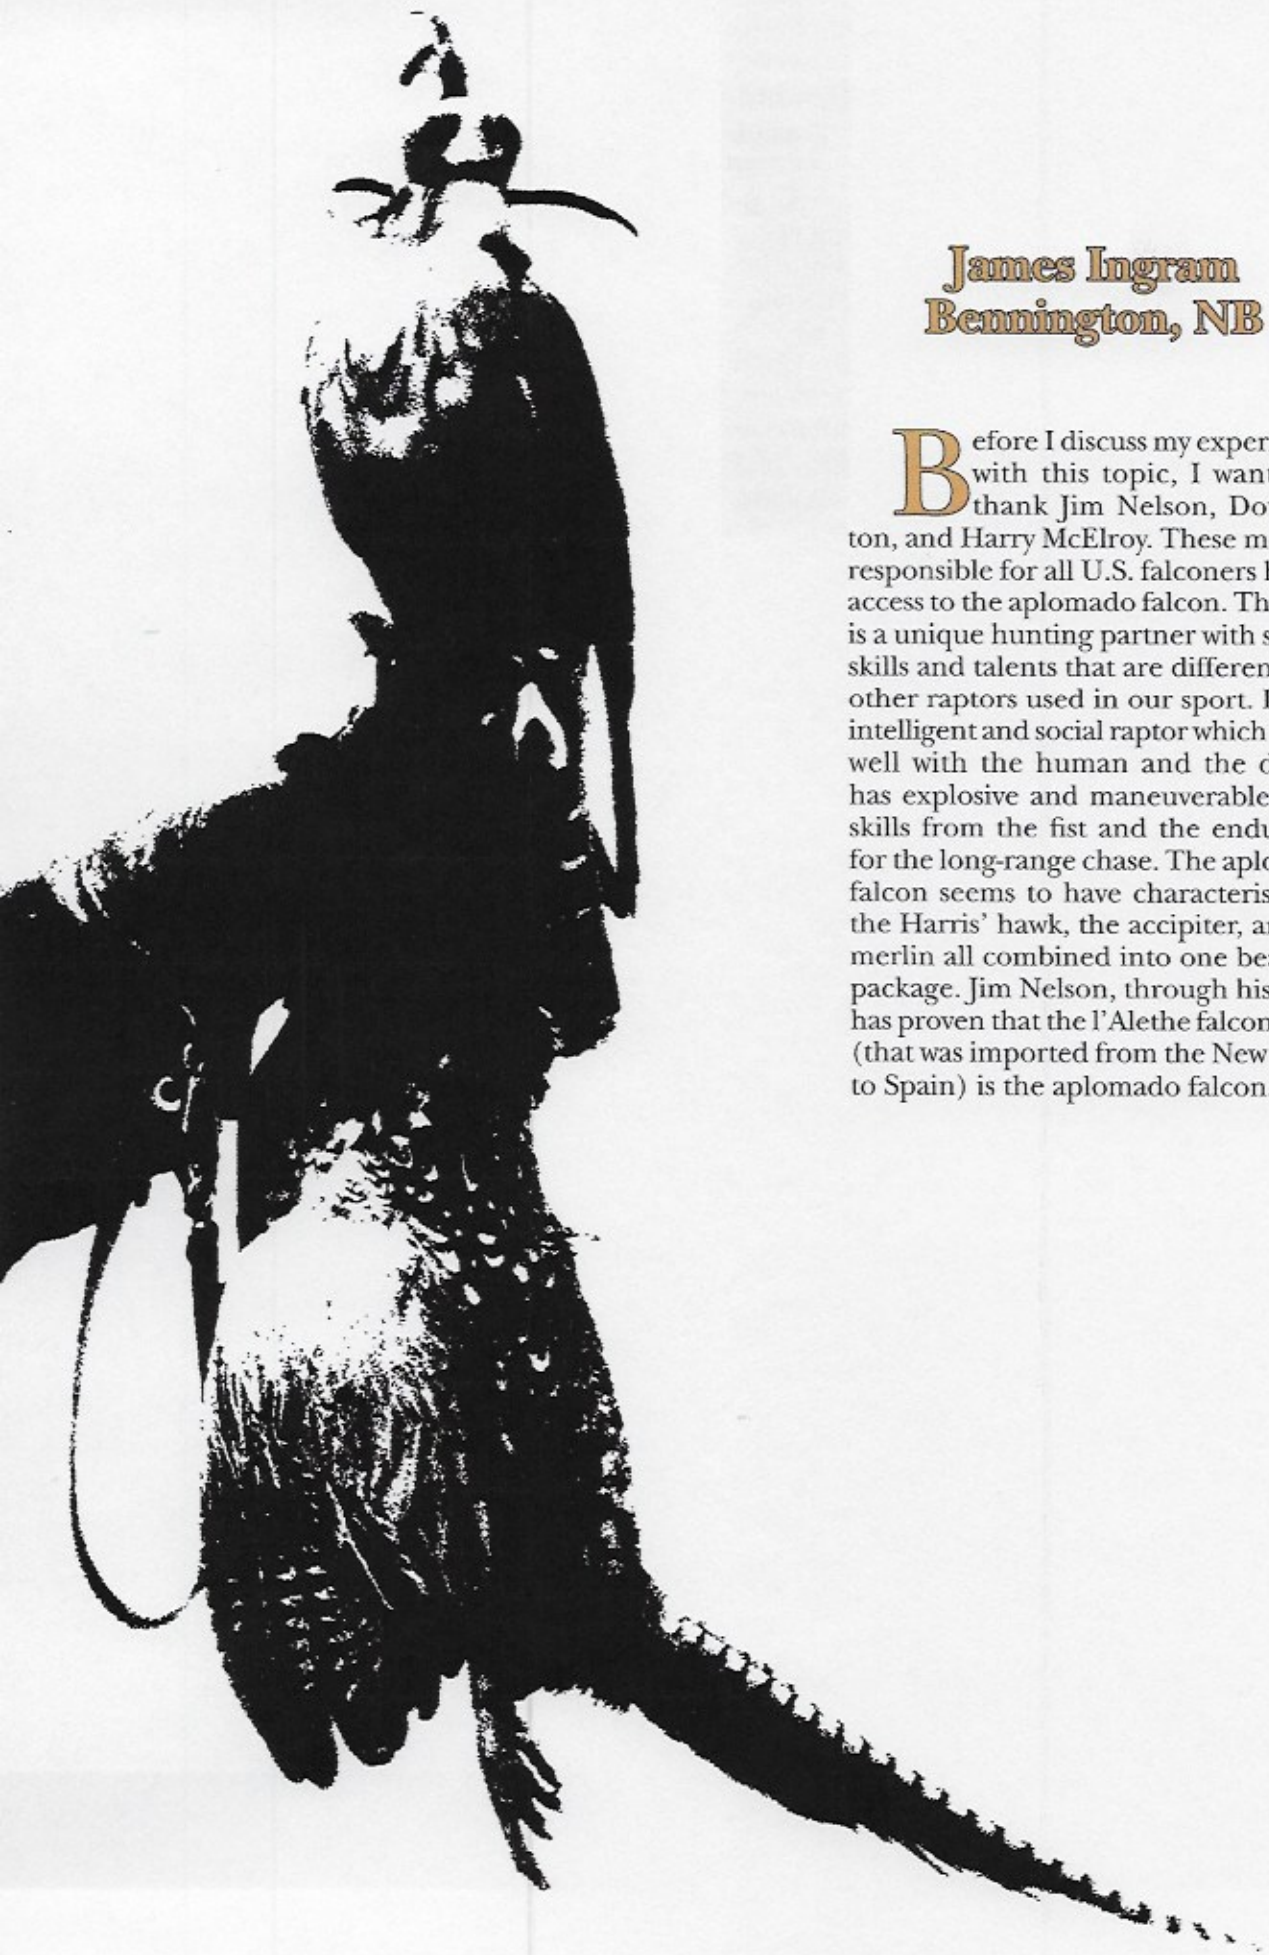 James Ingram
Bennington, NB
Before I discuss my exper
with this topic, I want
thank Jim Nelson, Do
ton, and Harry McElroy. These m
responsible for all U.S. falconers
access to the aplomado falcon. Th
is a unique hunting partner with s
skills and talents that are differen
other raptors used in our sport.
intelligent and social raptor which
well with the human and the d
has explosive and maneuverable
skills from the fist and the endu
for the long-range chase. The aplo
falcon seems to have characteris
the Harris' hawk, the accipiter, a
merlin all combined into one be
package. Jim Nelson, through his
has proven that the l'Alethe falcon
(that was imported from the New
to Spain) is the aplomado falcon.